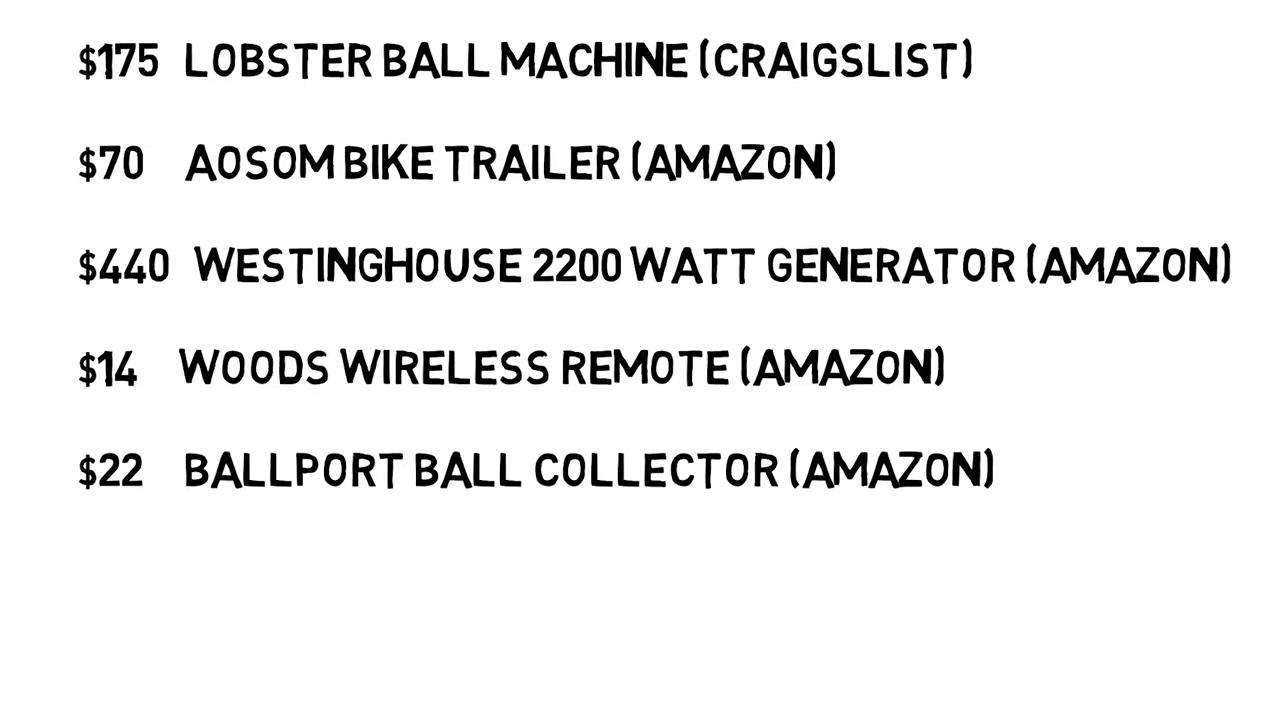 $175 LOBSTER BALL MACHINE (CRAIGSLIST)
$70 AOSOM BIKE TRAILER (AMAZON)
$440 WESTINGHOUSE 2200 WATT GENERATOR (AMAZON)
$14 WOODS WIRELESS REMOTE (AMAZON)
$22 BALLPORT BALL COLLECTOR (AMAZON)